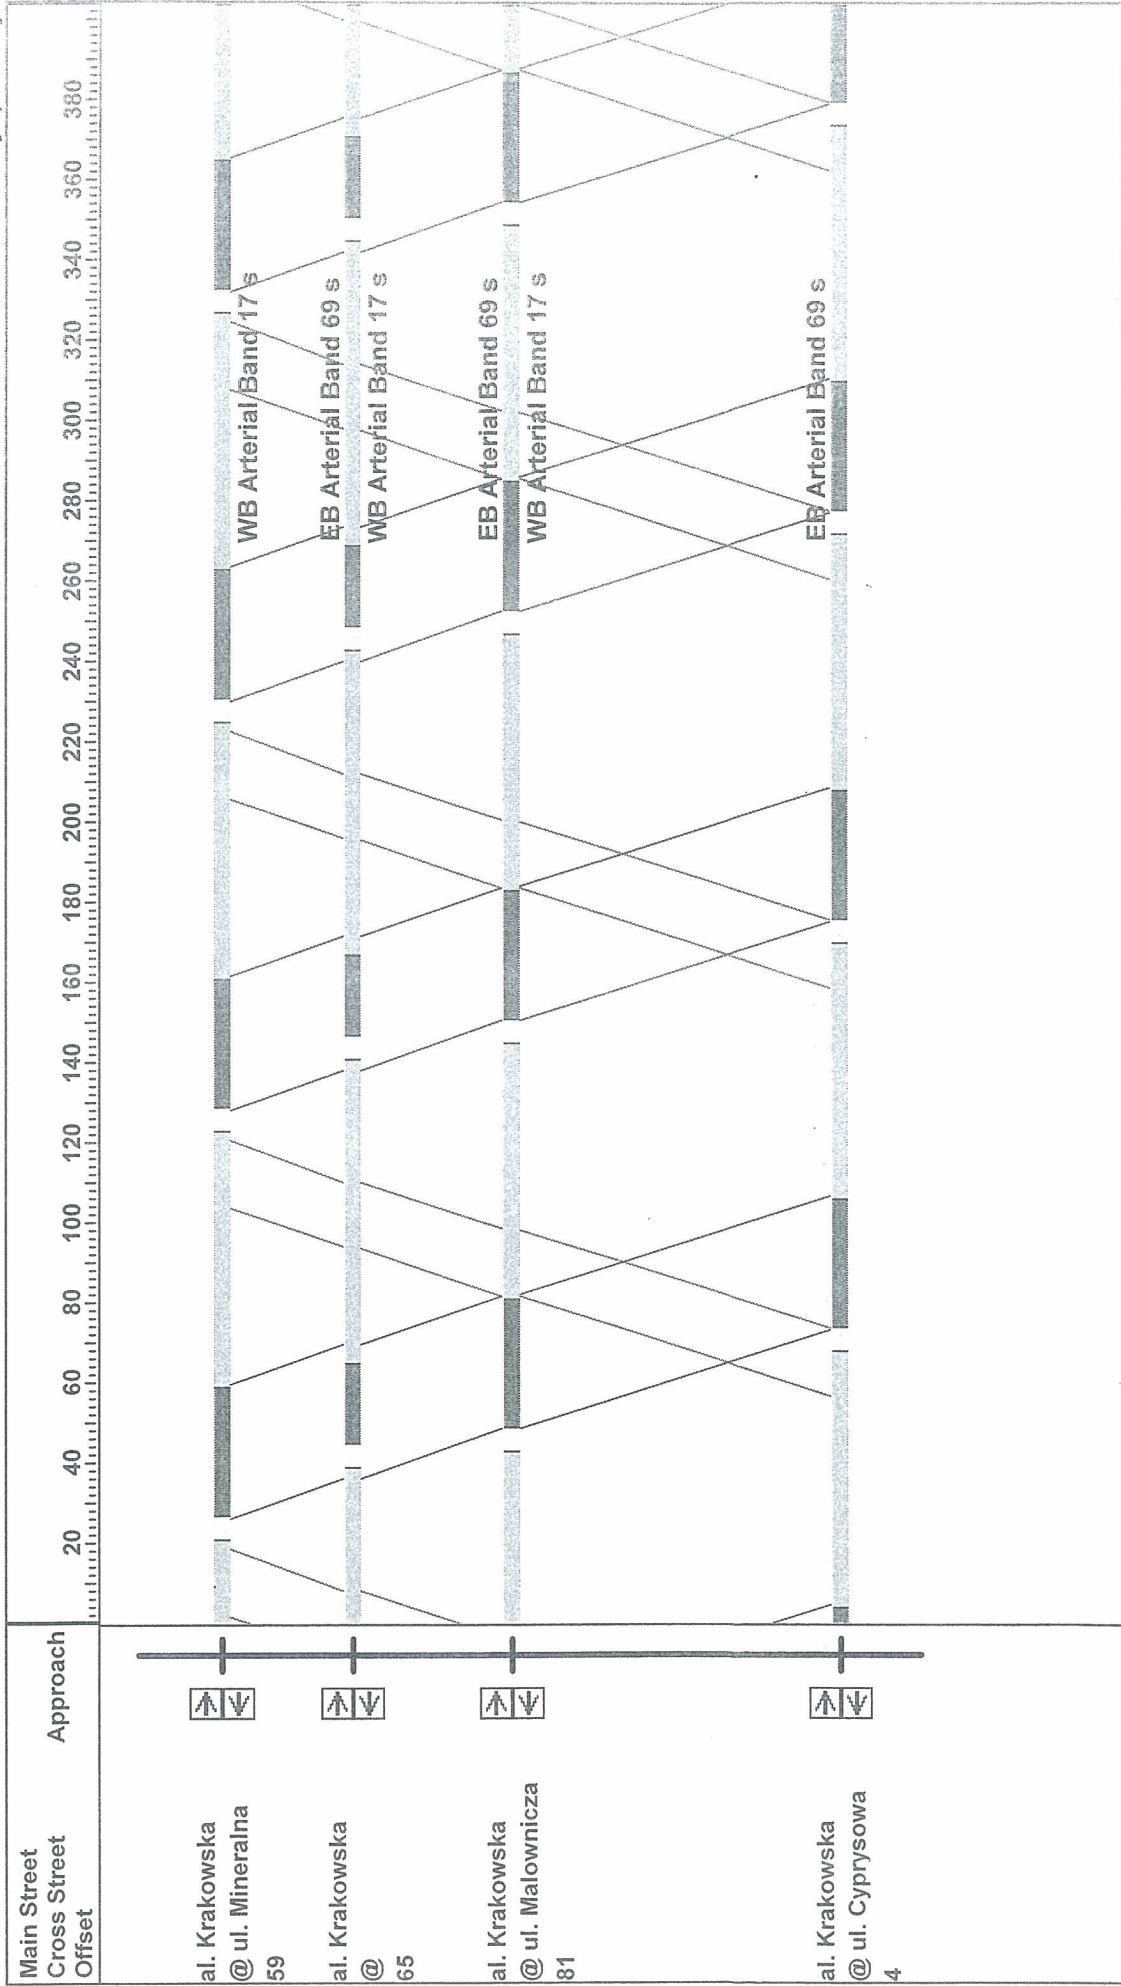 Main Street
Cross Street
Offset
Approach
20 40 60 80 100 120 140 160 180 200 220 240 260 280 300 320 340 360 380
al. Krakowska
@ ul. Mineralna
59
WB Arterial Band 17 s
EB Arterial Band 69 s
al. Krakowska
@
65
WB Arterial Band 17 s
EB Arterial Band 69 s
al. Krakowska
@ ul. Malownicza
81
WB Arterial Band 17 s
EB Arterial Band 69 s
al. Krakowska
@ ul. Cyprysowa
4